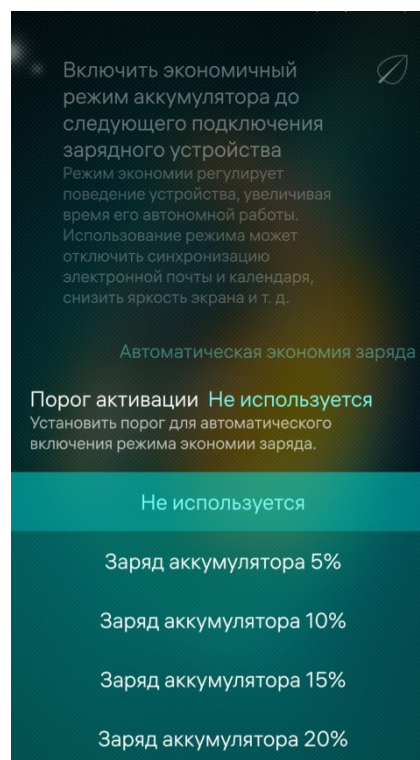 Включить экономичный
режим аккумулятора до
следующего подключения
зарядного устройства
Режим экономии регулирует
поведение устройства, увеличивая
время его автономной работы.
Использование режима может
отключить синхронизацию
электронной почты и календаря,
снизить яркость экрана и т. д.
Автоматическая экономия заряда
Порог активации Не используется
Установить порог для автоматического
включения режима экономии заряда.
Не используется
Заряд аккумулятора 5%
Заряд аккумулятора 10%
Заряд аккумулятора 15%
Заряд аккумулятора 20%